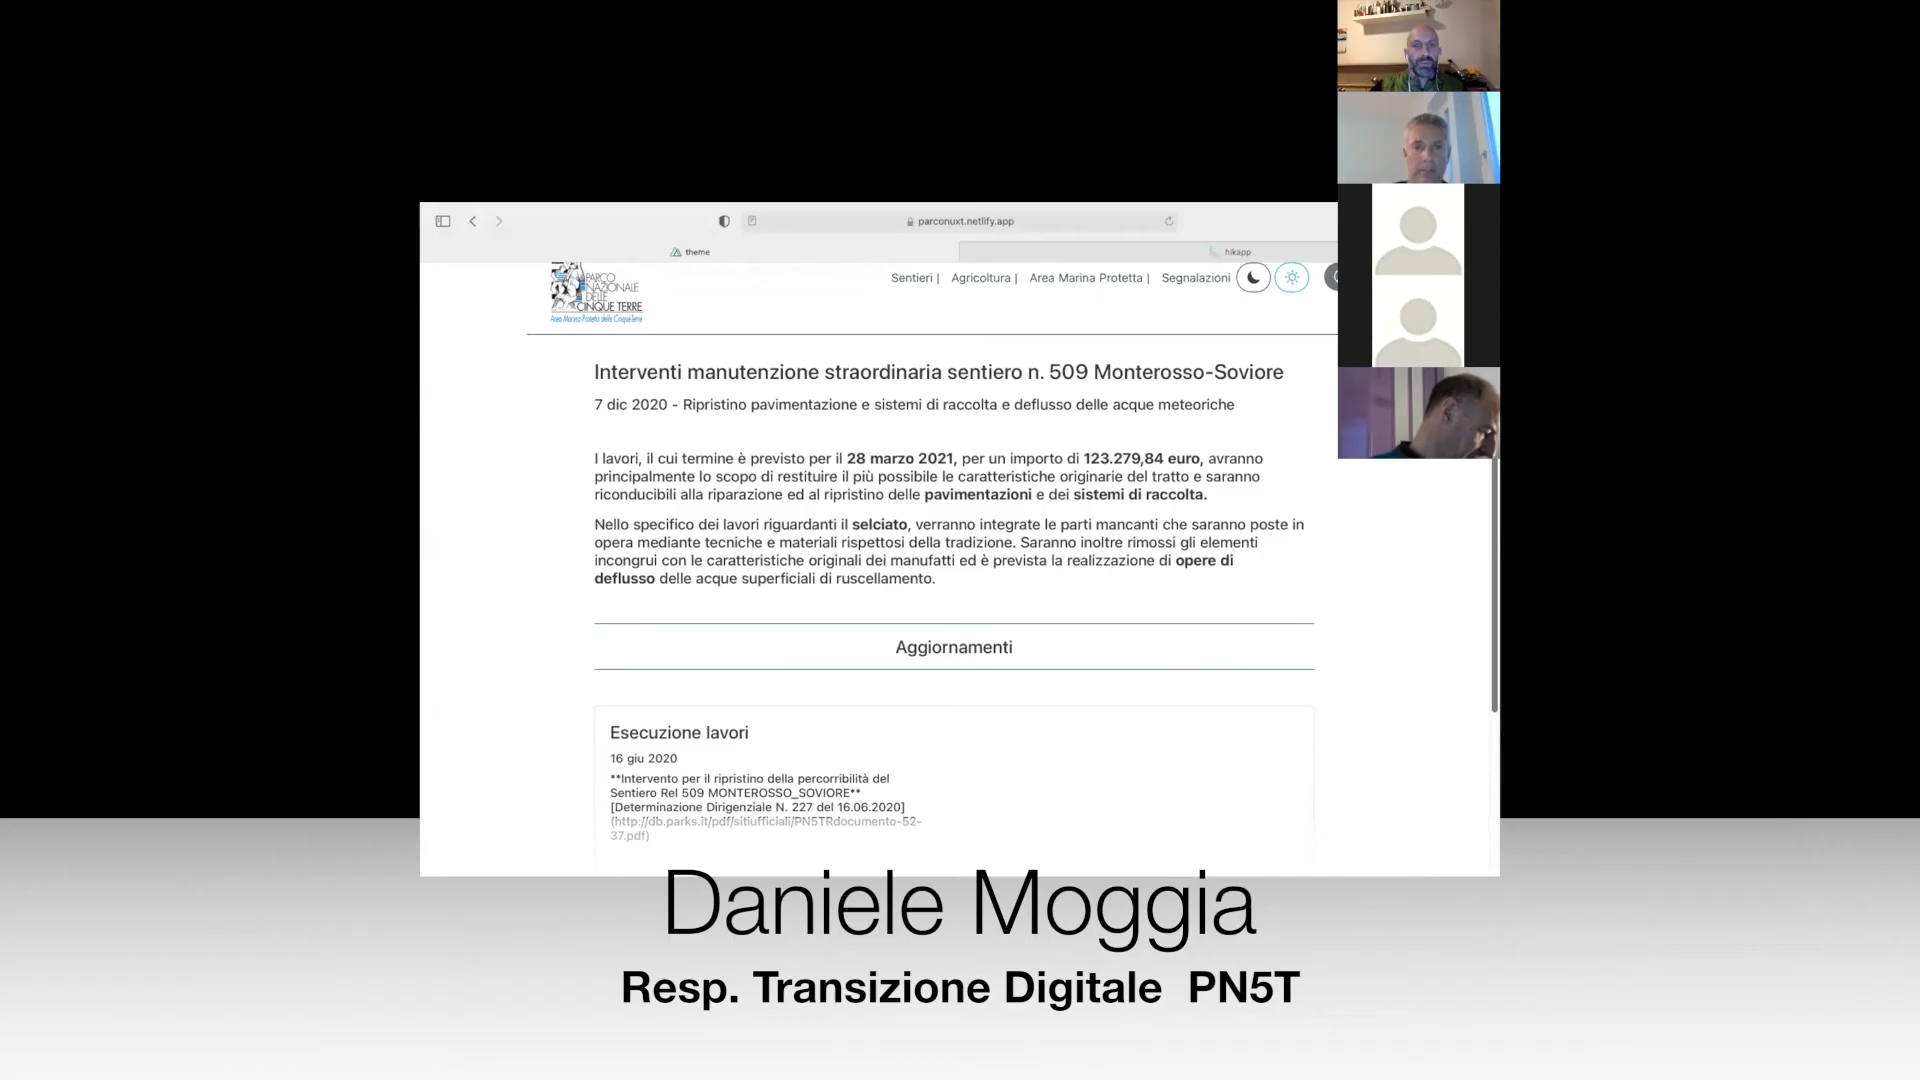 parconuxt.netlify.app
theme
hikapp
PARCO
NAZIONALE
DELLE
CINQUE TERRE
Area Marina Protetta delle Cinque Terre
Sentieri | Agricoltura | Area Marina Protetta | Segnalazioni
Interventi manutenzione straordinaria sentiero n. 509 Monterosso-Soviore
7 dic 2020 - Ripristino pavimentazione e sistemi di raccolta e deflusso delle acque meteoriche
I lavori, il cui termine è previsto per il 28 marzo 2021, per un importo di 123.279,84 euro, avranno
principalmente lo scopo di restituire il più possibile le caratteristiche originarie del tratto e saranno
riconducibili alla riparazione ed al ripristino delle pavimentazioni e dei sistemi di raccolta.
Nello specifico dei lavori riguardanti il selciato, verranno integrate le parti mancanti che saranno poste in
opera mediante tecniche e materiali rispettosi della tradizione. Saranno inoltre rimossi gli elementi
incongrui con le caratteristiche originali dei manufatti ed è prevista la realizzazione di opere di
deflusso delle acque superficiali di ruscellamento.
Aggiornamenti
Esecuzione lavori
16 giu 2020
**Intervento per il ripristino della percorribilità del
Sentiero Rel 509 MONTEROSSO_SOVIORE**
[Determinazione Dirigenziale N. 227 del 16.06.2020]
(http://db.parks.it/pdf/sitiufficiali/PN5TRdocumento-52-
37.pdf)
Daniele Moggia
Resp. Transizione Digitale PN5T